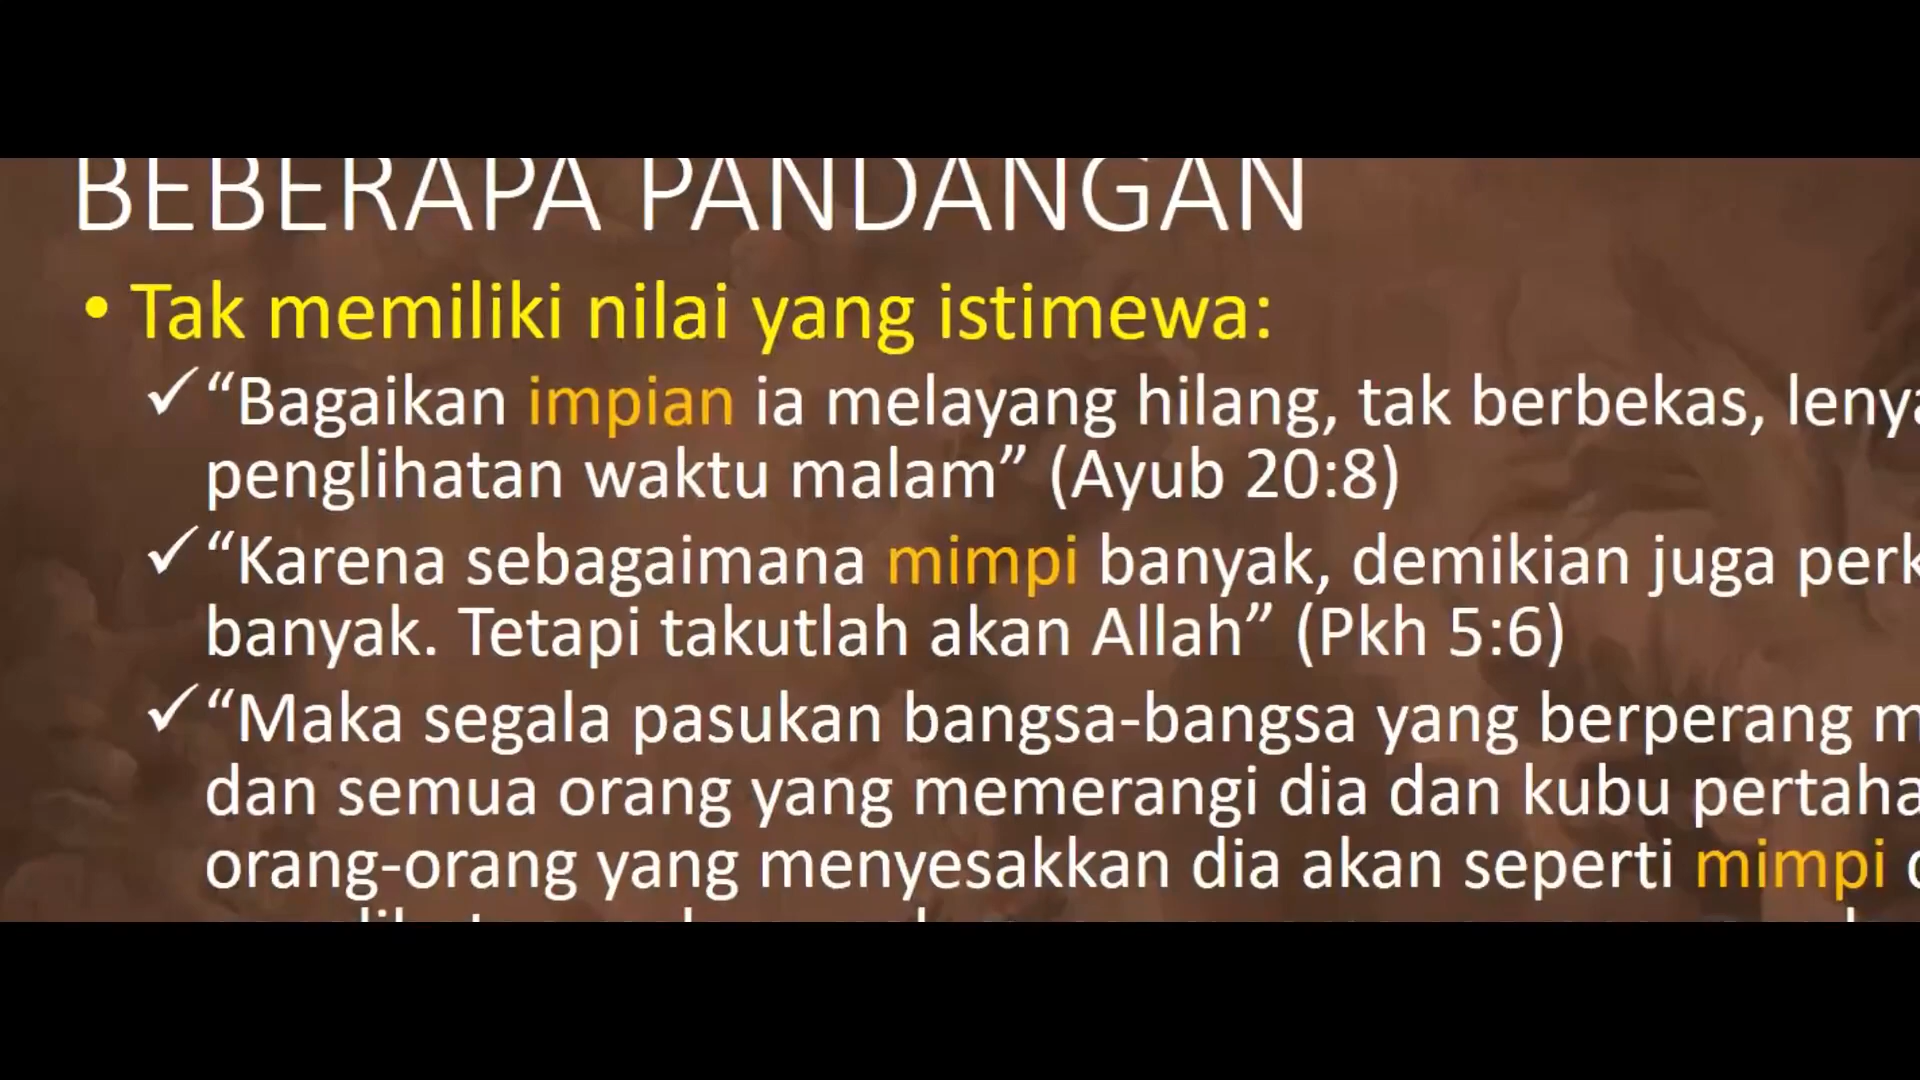 BEBERAPA PANDANGAN
• Tak memiliki nilai yang istimewa:
✓ “Bagaikan impian ia melayang hilang, tak berbekas,
penglihatan waktu malam” (Ayub 20:8)
✓ “Karena sebagaimana mimpi banyak, demikian juga
banyak. Tetapi takutlah akan Allah” (Pkh 5:6)
✓ “Maka segala pasukan bangsa-bangsa yang berperang
dan semua orang yang memerangi dia dan kubu
orang-orang yang menyesakkan dia akan seperti mimpi